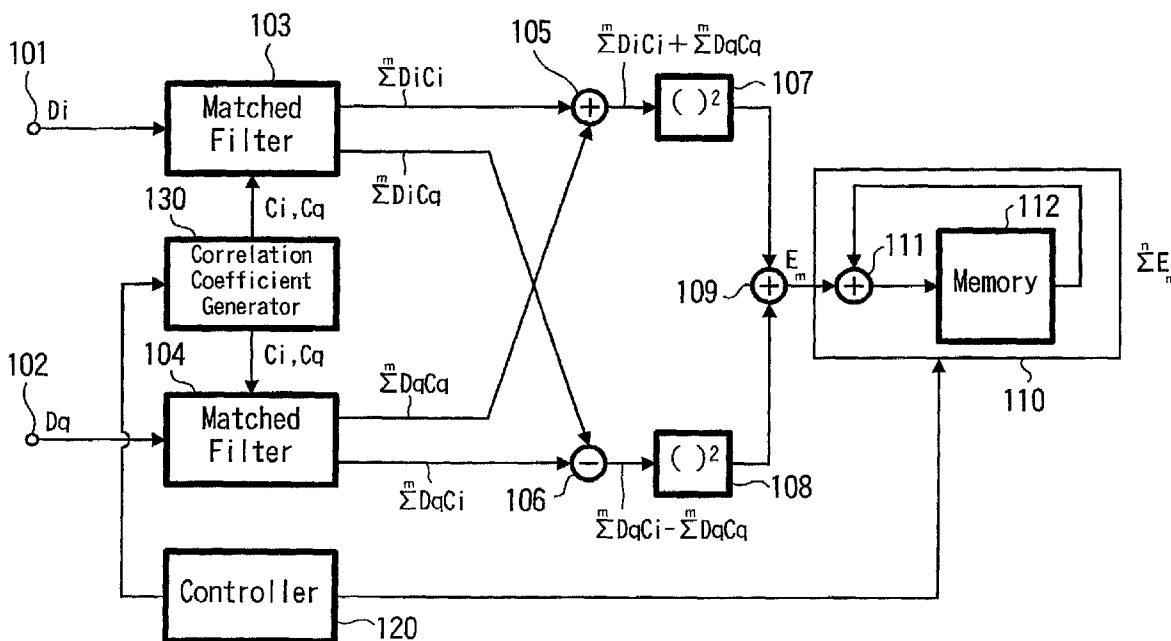 101
Di
103
Matched
Filter
m
ΣDiCi
m
ΣDiCq
105
+
m m
ΣDiCi+ΣDqCq
( )²
107
130
Ci,Cq
Correlation
Coefficient
Generator
Ci,Cq
109
+
Em
+
111
112
Memory
n
ΣEm
110
102
Dq
104
Matched
Filter
m
ΣDqCq
m
ΣDqCi
−
106
( )²
108
m m
ΣDqCi-ΣDqCq
Controller
120